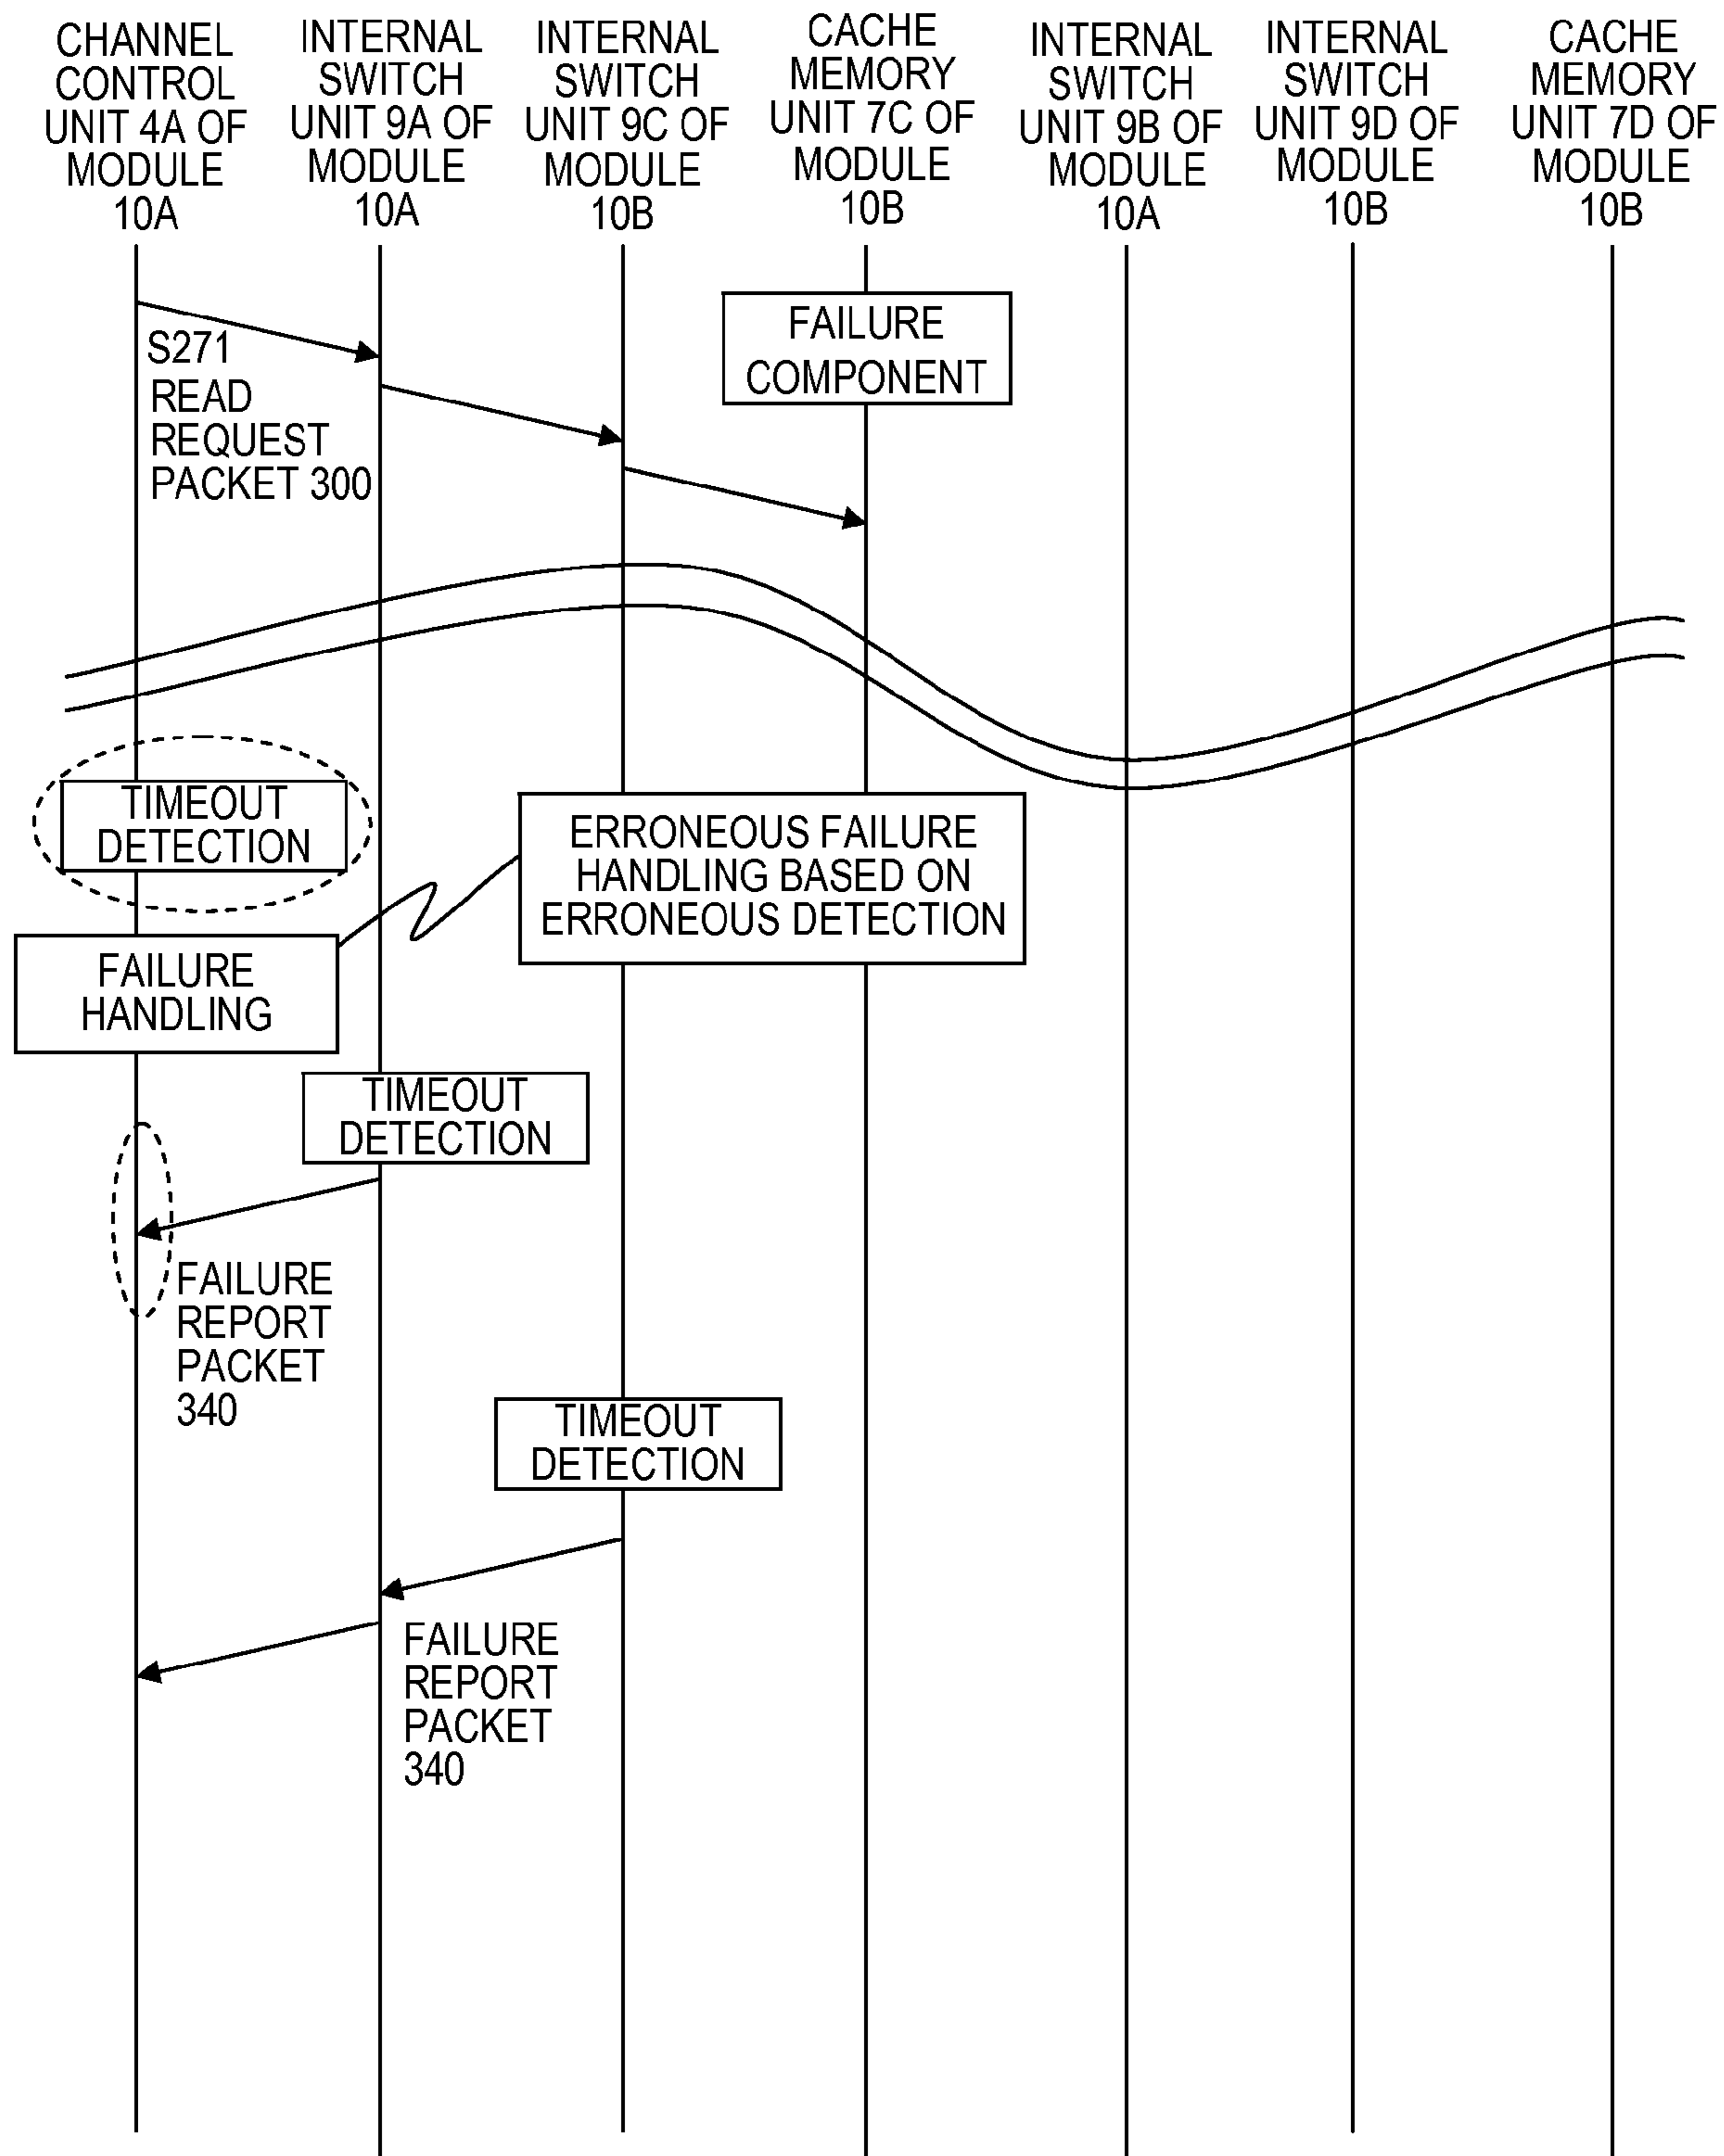 CHANNEL
CONTROL
UNIT 4A OF
MODULE
10A
INTERNAL
SWITCH
UNIT 9A OF
MODULE
10A
INTERNAL
SWITCH
UNIT 9C OF
MODULE
10B
CACHE
MEMORY
UNIT 7C OF
MODULE
10B
INTERNAL
SWITCH
UNIT 9B OF
MODULE
10A
INTERNAL
SWITCH
UNIT 9D OF
MODULE
10B
CACHE
MEMORY
UNIT 7D OF
MODULE
10B
S271
READ
REQUEST
PACKET 300
FAILURE
COMPONENT
TIMEOUT
DETECTION
ERRONEOUS FAILURE
HANDLING BASED ON
ERRONEOUS DETECTION
FAILURE
HANDLING
TIMEOUT
DETECTION
FAILURE
REPORT
PACKET
340
TIMEOUT
DETECTION
FAILURE
REPORT
PACKET
340